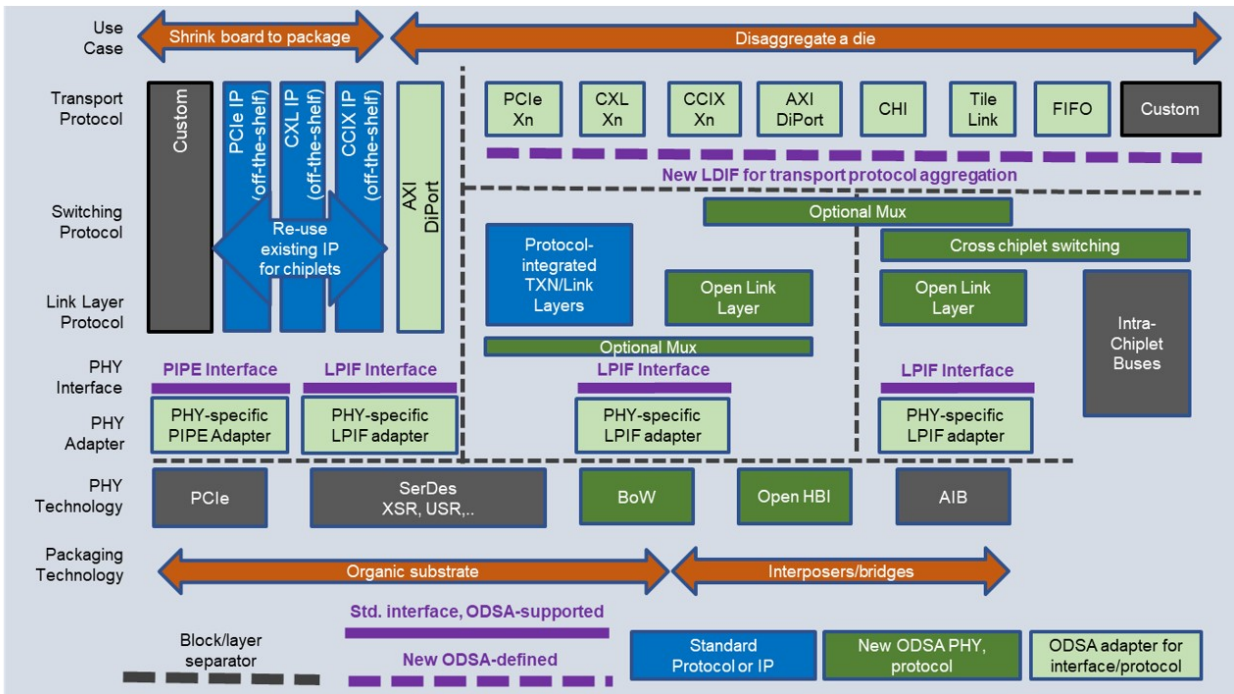 Use
Case
Shrink board to package
Disaggregate a die
Transport
Protocol
Custom
PCIe IP
(off-the-shelf)
CXL IP
(off-the-shelf)
CCIX IP
(off-the-shelf)
AXI
DiPort
PCIe
Xn
CXL
Xn
CCIX
Xn
AXI
DiPort
CHI
Tile
Link
FIFO
Custom
New LDIF for transport protocol aggregation
Switching
Protocol
Re-use
existing IP
for chiplets
Protocol-
integrated
TXN/Link
Layers
Optional Mux
Cross chiplet switching
Link Layer
Protocol
Open Link
Layer
Open Link
Layer
Intra-
Chiplet
Buses
Optional Mux
PHY
Interface
PIPE Interface
LPIF Interface
LPIF Interface
LPIF Interface
PHY
Adapter
PHY-specific
PIPE Adapter
PHY-specific
LPIF adapter
PHY-specific
LPIF adapter
PHY-specific
LPIF adapter
PHY
Technology
PCIe
SerDes
XSR, USR,..
BoW
Open HBI
AIB
Packaging
Technology
Organic substrate
Interposers/bridges
Block/layer
separator
Std. interface, ODSA-supported
New ODSA-defined
Standard
Protocol or IP
New ODSA PHY,
protocol
ODSA adapter for
interface/protocol